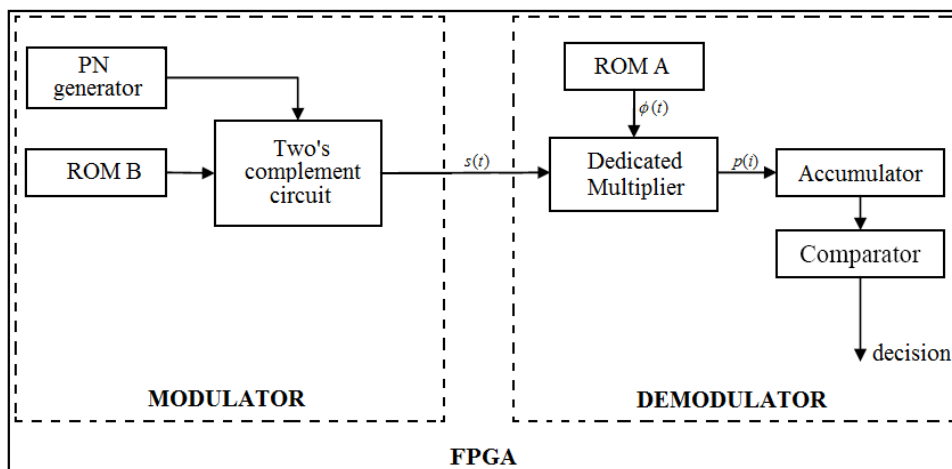 PN
generator
ROM B
Two's
complement
circuit
s(t)
MODULATOR
ROM A
ϕ(t)
Dedicated
Multiplier
p(i)
Accumulator
Comparator
decision
DEMODULATOR
FPGA